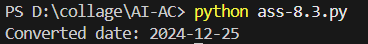 PS D:\collage\AI-AC> python ass-8.3.py
Converted date: 2024-12-25